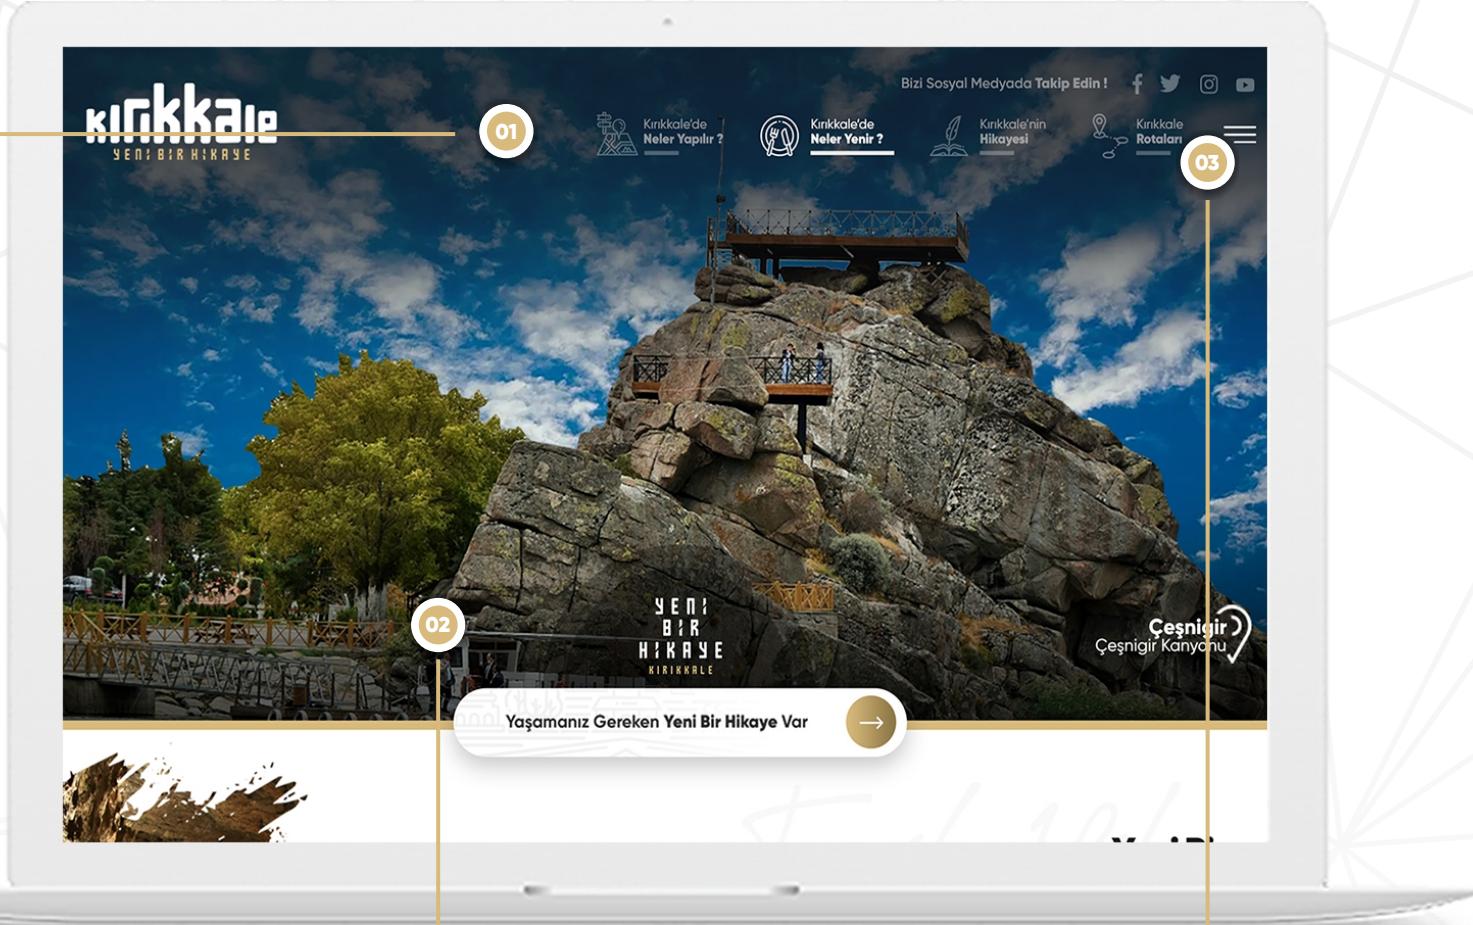 kırıkkale
YENİ BİR HİKAYE
01
Bizi Sosyal Medyada Takip Edin !
Kırıkkale'de
Neler Yapılır ?
Kırıkkale'de
Neler Yenir ?
Kırıkkale'nin
Hikayesi
Kırıkkale
Rotaları
03
02
YENİ
BİR
HİKAYE
KIRIKKALE
Çeşnigir
Çeşnigir Kanyonu
Yaşamanız Gereken Yeni Bir Hikaye Var